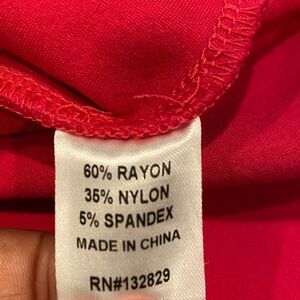 60% RAYON
35% NYLON
5% SPANDEX
MADE IN CHINA
RN#132829